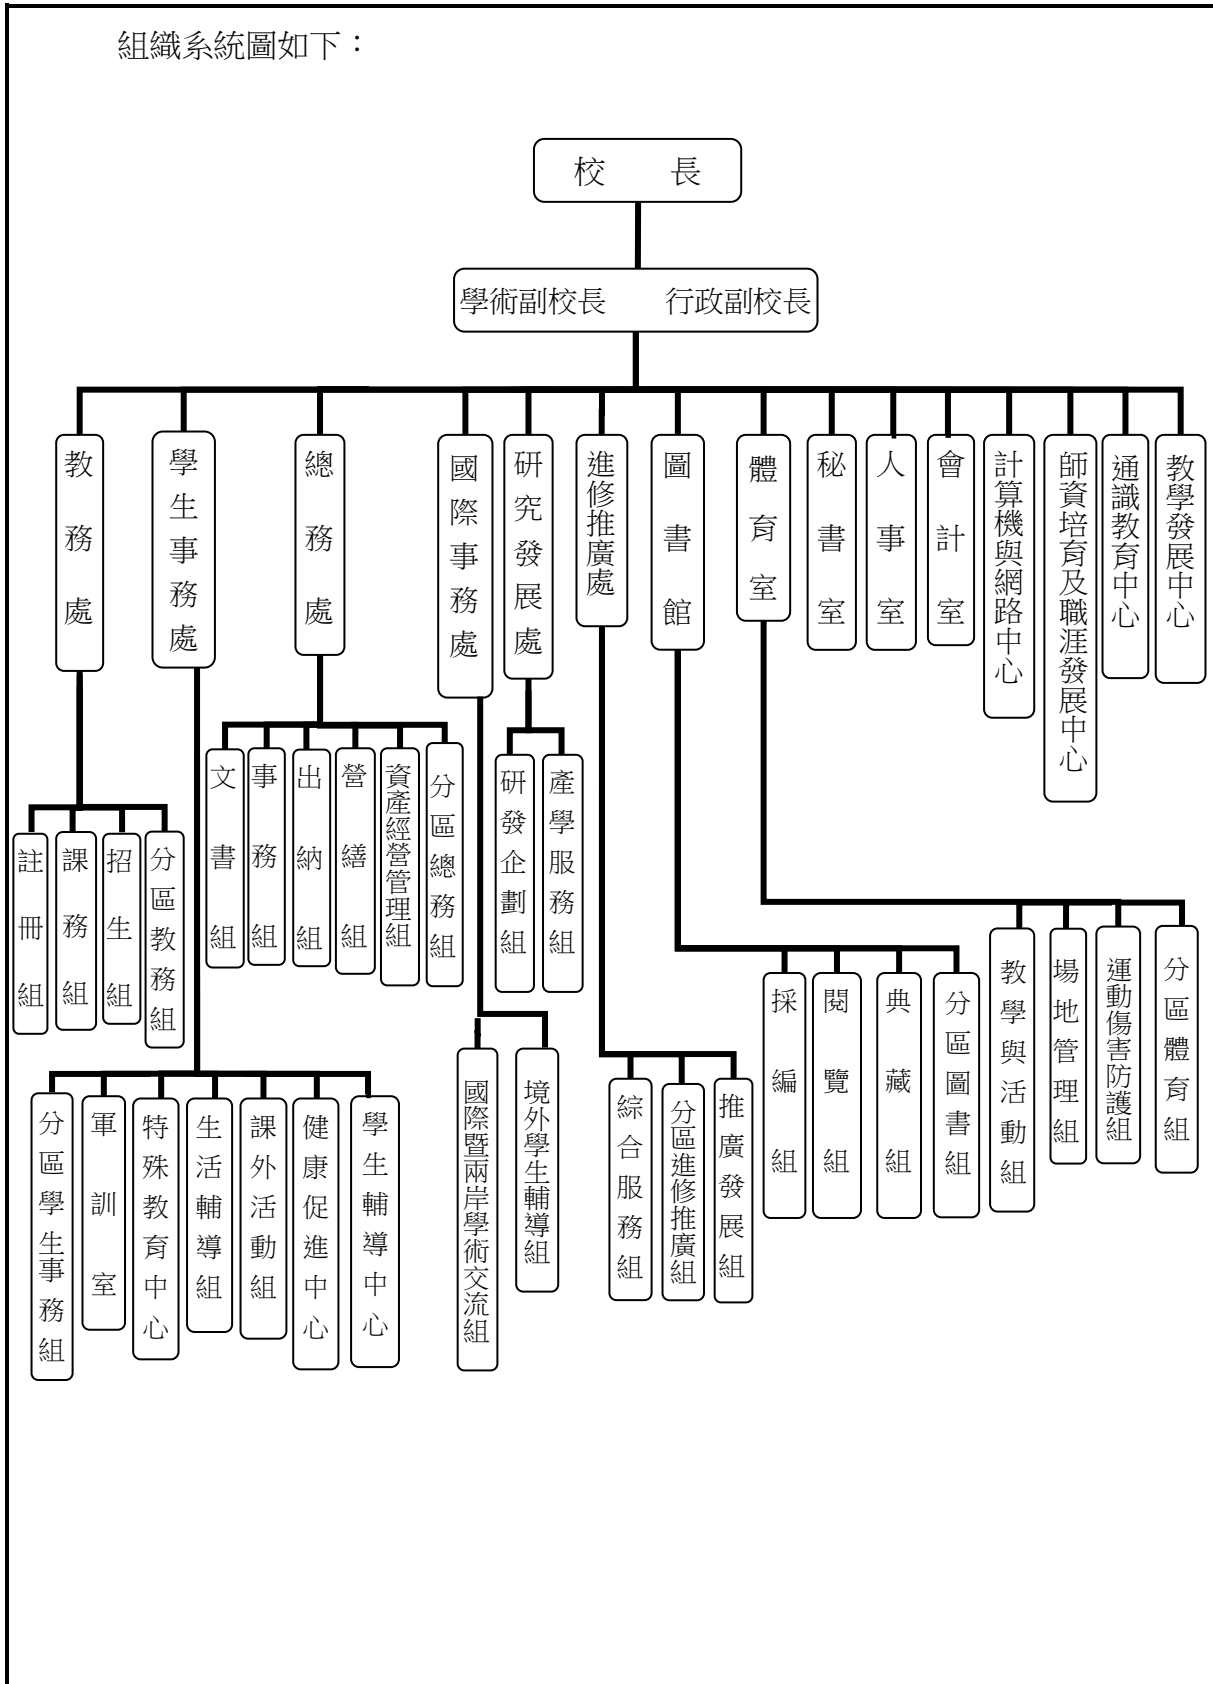 組織系統圖如下：
校 長
學術副校長 行政副校長
教務處
學生事務處
總務處
國際事務處
研究發展處
進修推廣處
圖書館
體育室
秘書室
人事室
會計室
計算機與網路中心
師資培育及職涯發展中心
通識教育中心
教學發展中心
註冊組
課務組
招生組
分區教務組
文書組
事務組
出納組
營繕組
資產經營管理組
分區總務組
研發企劃組
產學服務組
分區學生事務組
軍訓室
特殊教育中心
生活輔導組
課外活動組
健康促進中心
學生輔導中心
國際暨兩岸學術交流組
境外學生輔導組
綜合服務組
分區進修推廣組
推廣發展組
採編組
閱覽組
典藏組
分區圖書組
教學與活動組
場地管理組
運動傷害防護組
分區體育組